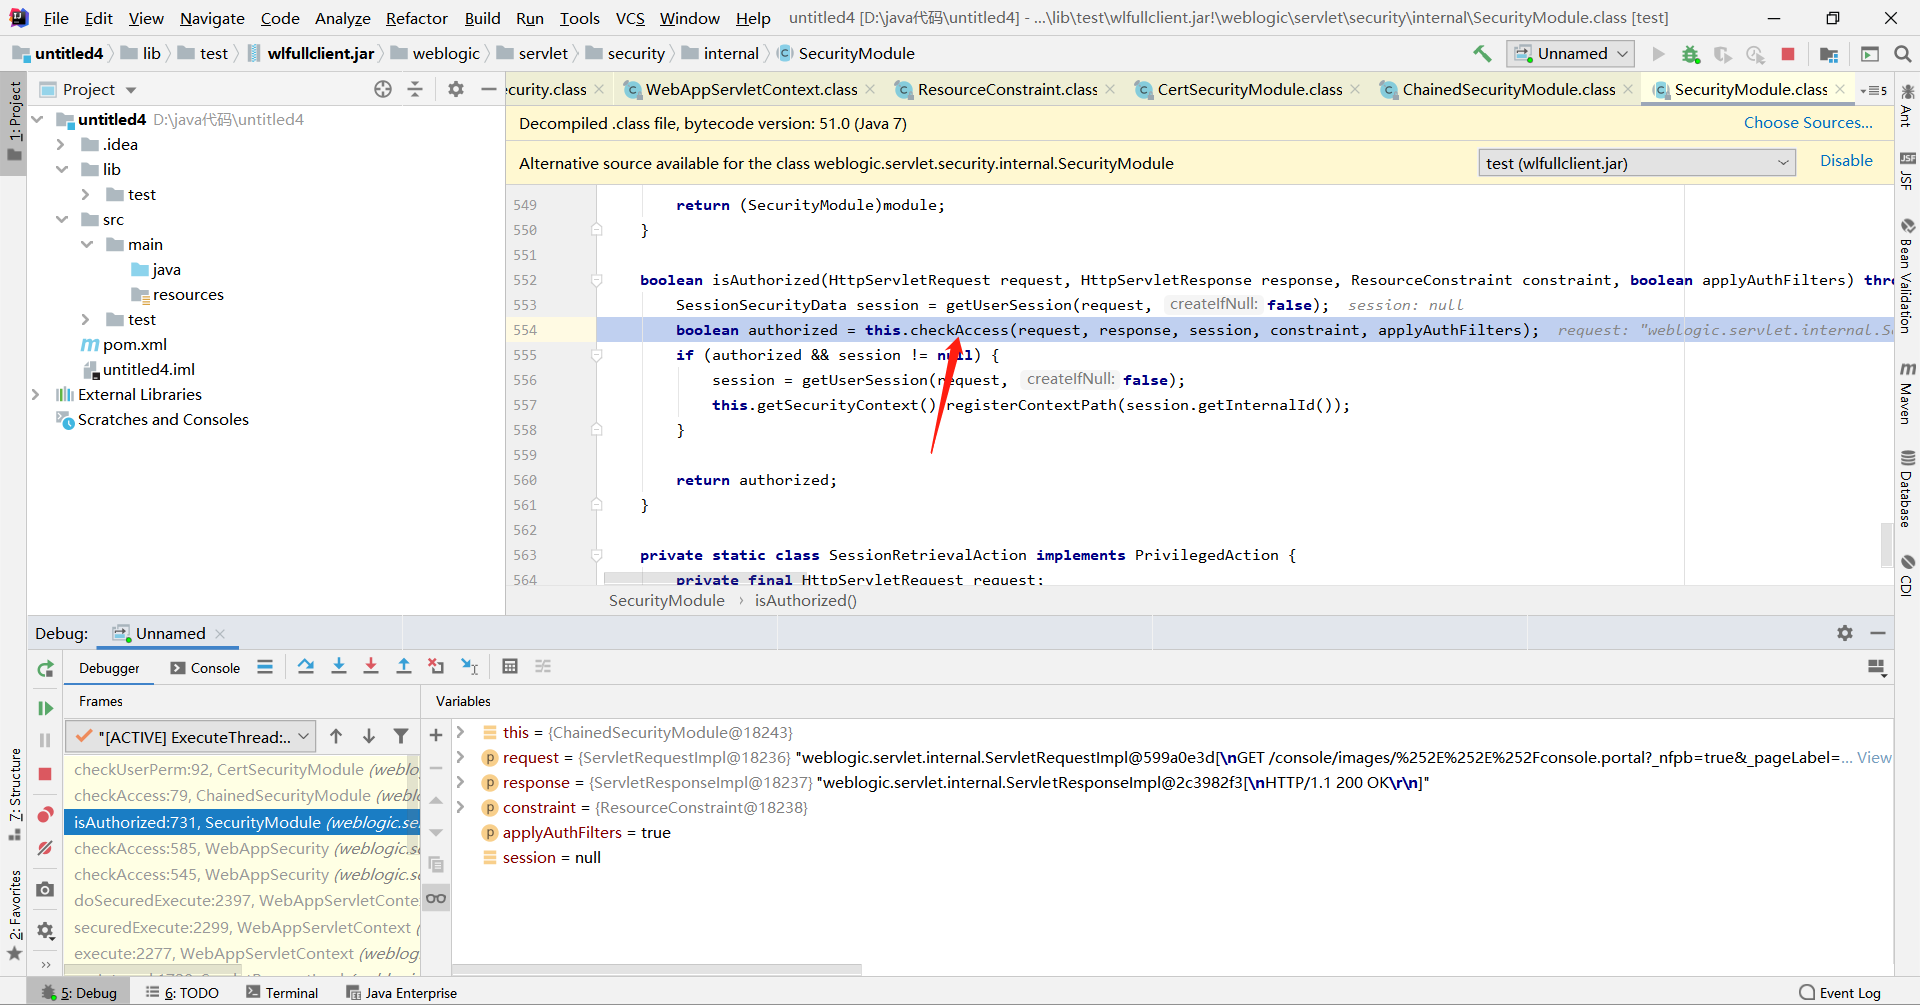 File Edit View Navigate Code Analyze Refactor Build Run Tools VCS Window Help untitled4 [D:\java代码\untitled4] - ...\lib\test\wlfullclient.jar!\weblogic\servlet\security\internal\SecurityModule.class [test]
untitled4 lib test wlfullclient.jar weblogic servlet security internal SecurityModule Unnamed
Project
curity.class WebAppServletContext.class ResourceConstraint.class CertSecurityModule.class ChainedSecurityModule.class SecurityModule.class 5
1: Project
untitled4 D:\java代码\untitled4
.idea
lib
test
src
main
java
resources
test
pom.xml
untitled4.iml
External Libraries
Scratches and Consoles
Decompiled .class file, bytecode version: 51.0 (Java 7) Choose Sources...
Alternative source available for the class weblogic.servlet.security.internal.SecurityModule test (wlfullclient.jar) Disable
549 return (SecurityModule)module;
550 }
551
552 boolean isAuthorized(HttpServletRequest request, HttpServletResponse response, ResourceConstraint constraint, boolean applyAuthFilters) thr
553 SessionSecurityData session = getUserSession(request, createIfNull: false); session: null
554 boolean authorized = this.checkAccess(request, response, session, constraint, applyAuthFilters); request: "weblogic.servlet.internal.S
555 if (authorized && session != null) {
556 session = getUserSession(request, createIfNull: false);
557 this.getSecurityContext().registerContextPath(session.getInternalId());
558 }
559
560 return authorized;
561 }
562
563 private static class SessionRetrievalAction implements PrivilegedAction {
564 private final HttpServletRequest request;
SecurityModule › isAuthorized()
Ant
JSF
JSF
Bean Validation
m
Maven
Database
CDI
Debug: Unnamed
Debugger Console
Frames
Variables
"[ACTIVE] ExecuteThread:..
checkUserPerm:92, CertSecurityModule (weblo
checkAccess:79, ChainedSecurityModule (webl
isAuthorized:731, SecurityModule (weblogic.se
checkAccess:585, WebAppSecurity (weblogic.s
checkAccess:545, WebAppSecurity (weblogic.s
doSecuredExecute:2397, WebAppServletConte
securedExecute:2299, WebAppServletContext (
execute:2277, WebAppServletContext (weblog
this = {ChainedSecurityModule@18243}
request = {ServletRequestImpl@18236} "weblogic.servlet.internal.ServletRequestImpl@599a0e3d[\nGET /console/images/%252E%252E%252Fconsole.portal?_nfpb=true&_pageLabel=... View
response = {ServletResponseImpl@18237} "weblogic.servlet.internal.ServletResponseImpl@2c3982f3[\nHTTP/1.1 200 OK\r\n]"
constraint = {ResourceConstraint@18238}
applyAuthFilters = true
session = null
7: Structure
2: Favorites
5: Debug 6: TODO Terminal Java Enterprise Event Log